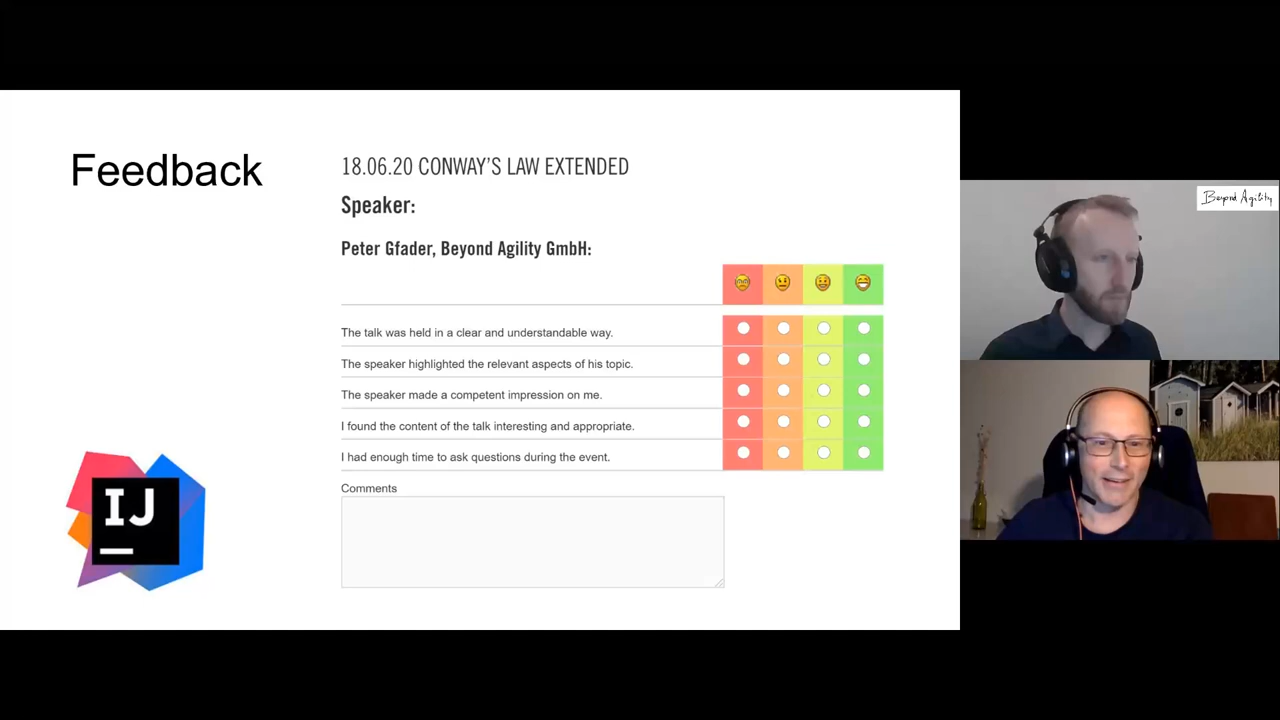 Feedback
18.06.20 CONWAY'S LAW EXTENDED
Speaker:
Peter Gfader, Beyond Agility GmbH:
The talk was held in a clear and understandable way.
The speaker highlighted the relevant aspects of his topic.
The speaker made a competent impression on me.
I found the content of the talk interesting and appropriate.
I had enough time to ask questions during the event.
Comments
IJ
Beyond Agility